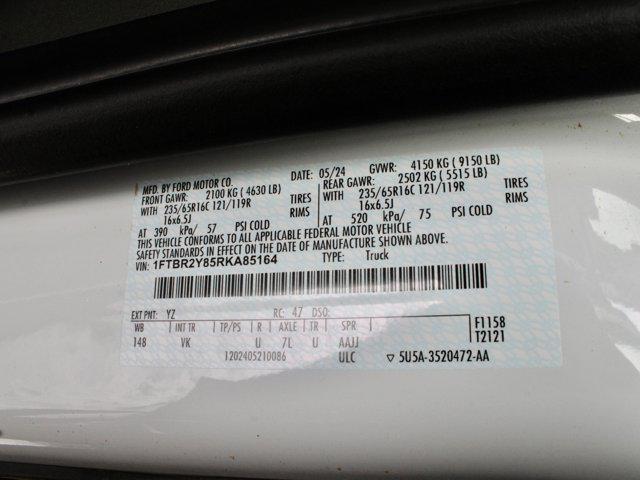 MFD. BY FORD MOTOR CO.
DATE: 05/24 GVWR: 4150 KG ( 9150 LB)
FRONT GAWR: 2100 KG ( 4630 LB) REAR GAWR: 2502 KG ( 5515 LB)
WITH 235/65R16C 121/119R TIRES WITH 235/65R16C 121/119R TIRES
16x6.5J RIMS 16x6.5J RIMS
AT 390 kPa/ 57 PSI COLD AT 520 kPa/ 75 PSI COLD
THIS VEHICLE CONFORMS TO ALL APPLICABLE FEDERAL MOTOR VEHICLE
SAFETY STANDARDS IN EFFECT ON THE DATE OF MANUFACTURE SHOWN ABOVE.
VIN: 1FTBR2Y85RKA85164 TYPE: Truck
EXT PNT: YZ RC: 47 DSO:
WB INT TR TP/PS R AXLE TR SPR
148 VK U 7L U AAJJ
F1158
T2121
1202405210086 ULC ▽ 5U5A-3520472-AA